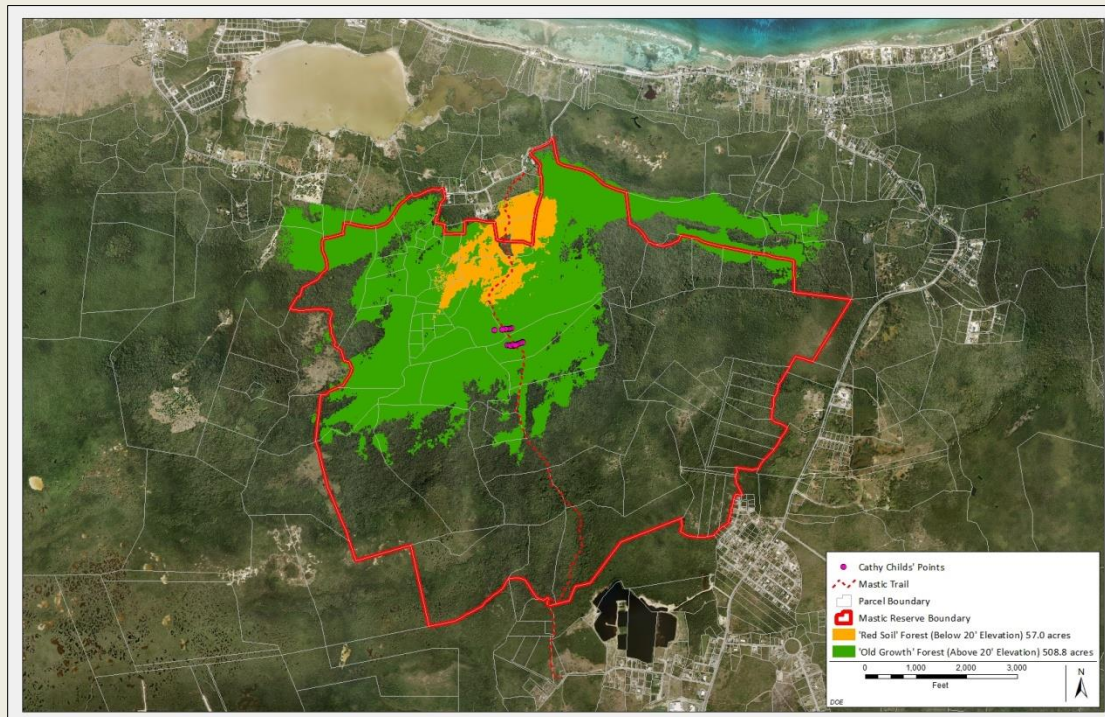 Cathy Childs' Points
Mastic Trail
Parcel Boundary
Mastic Reserve Boundary
'Red Soil' Forest (Below 20' Elevation) 57.0 acres
'Old Growth' Forest (Above 20' Elevation) 508.8 acres
0 1,000 2,000 3,000
Feet
N
DOE